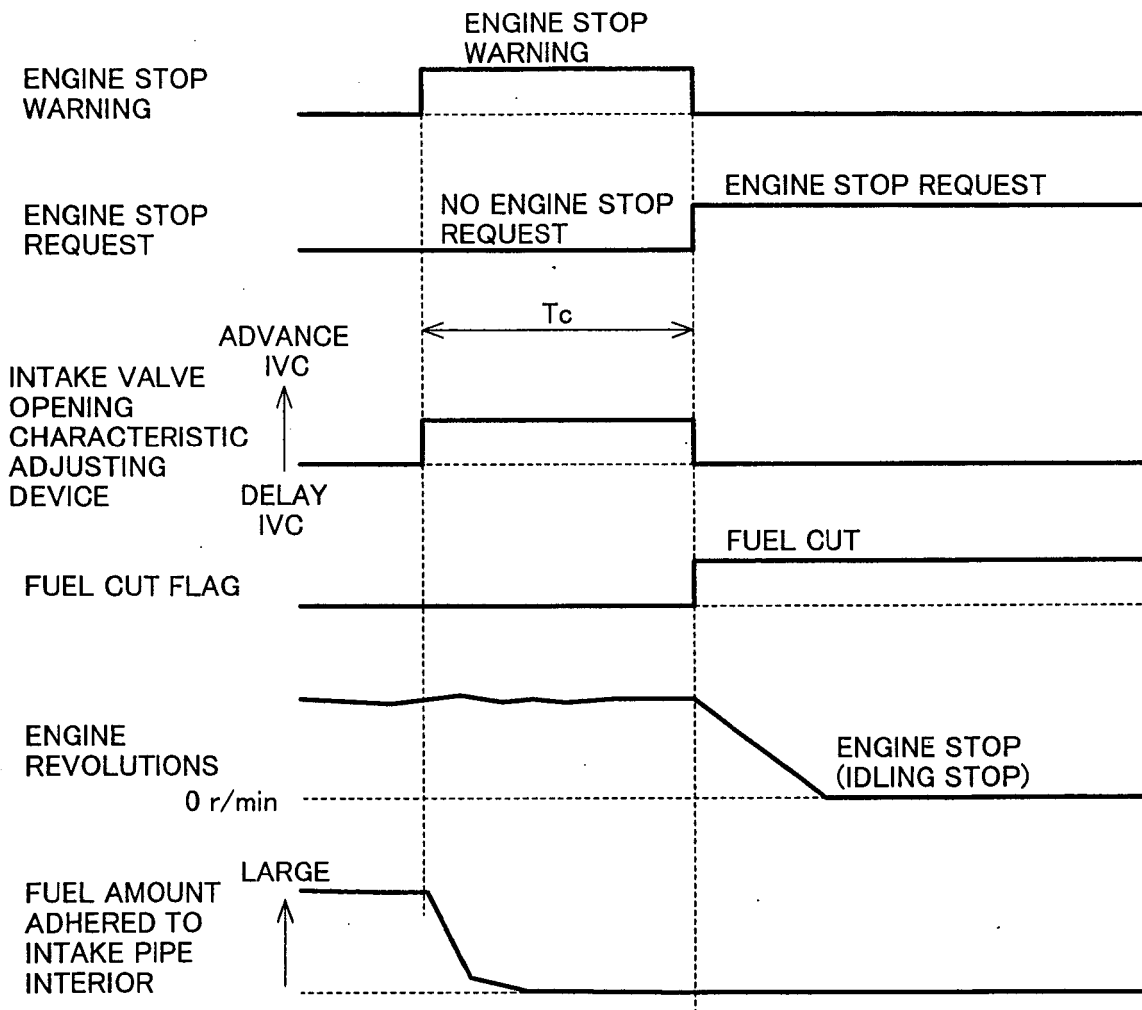 ENGINE STOP
WARNING
ENGINE STOP
WARNING
ENGINE STOP
REQUEST
NO ENGINE STOP
REQUEST
ENGINE STOP REQUEST
Tc
ADVANCE
IVC
INTAKE VALVE
OPENING
CHARACTERISTIC
ADJUSTING
DEVICE
DELAY
IVC
FUEL CUT FLAG
FUEL CUT
ENGINE
REVOLUTIONS
0 r/min
ENGINE STOP
(IDLING STOP)
LARGE
FUEL AMOUNT
ADHERED TO
INTAKE PIPE
INTERIOR